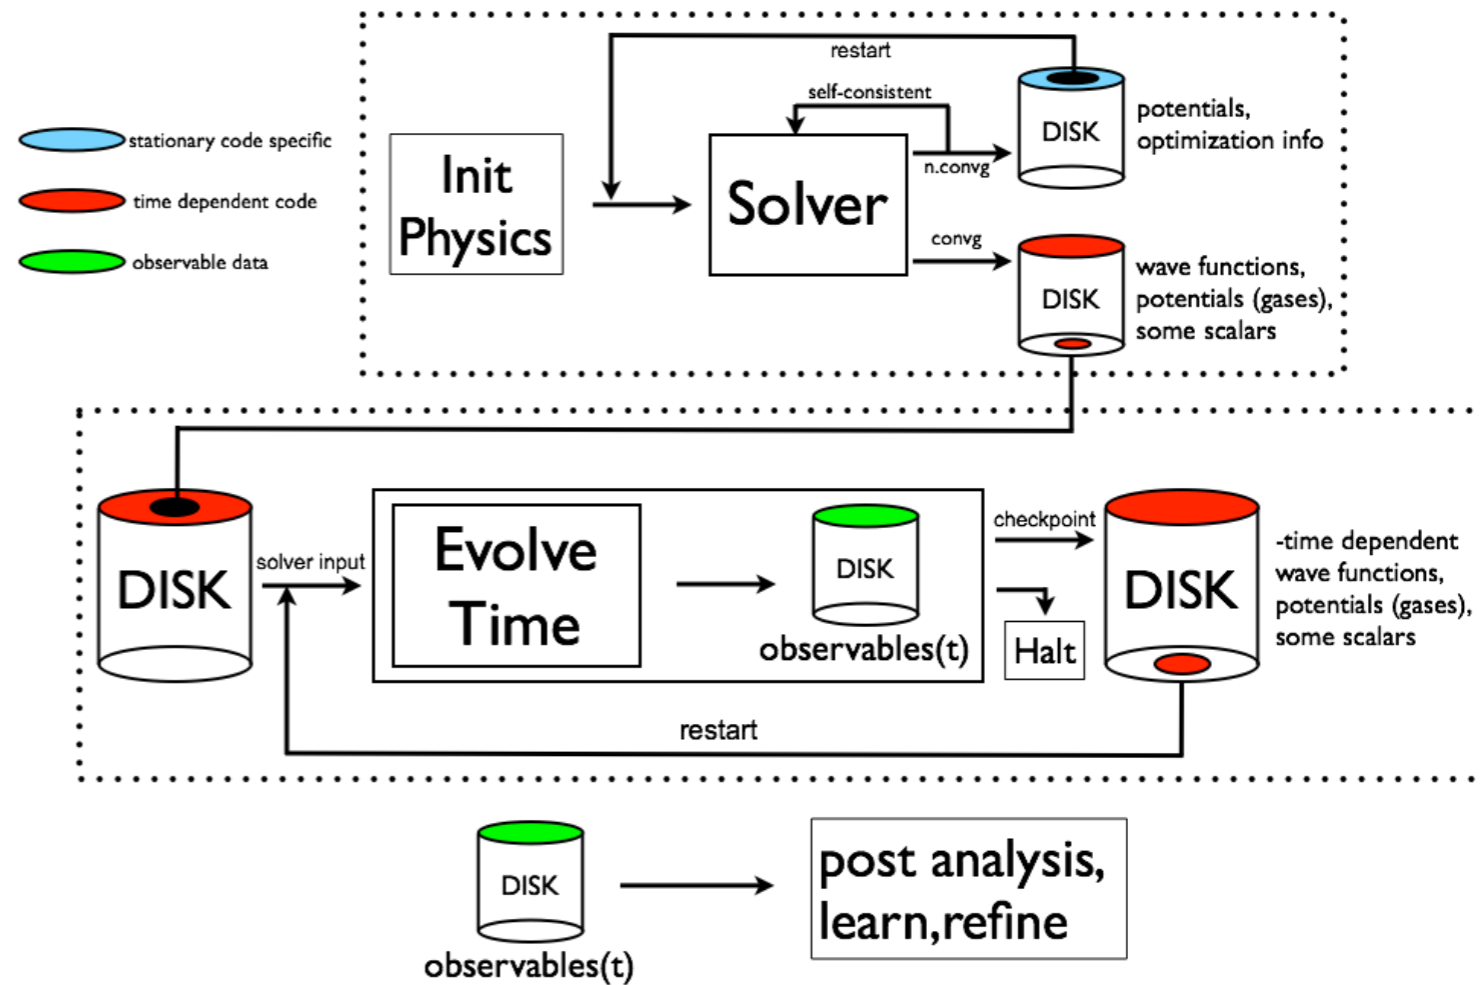 restart
self-consistent
DISK
potentials,
optimization info
stationary code specific
Init
Physics
Solver
n.convg
time dependent code
convg
observable data
DISK
wave functions,
potentials (gases),
some scalars
solver input
DISK
Evolve
Time
DISK
observables(t)
checkpoint
Halt
DISK
-time dependent
wave functions,
potentials (gases),
some scalars
restart
DISK
observables(t)
post analysis,
learn,refine